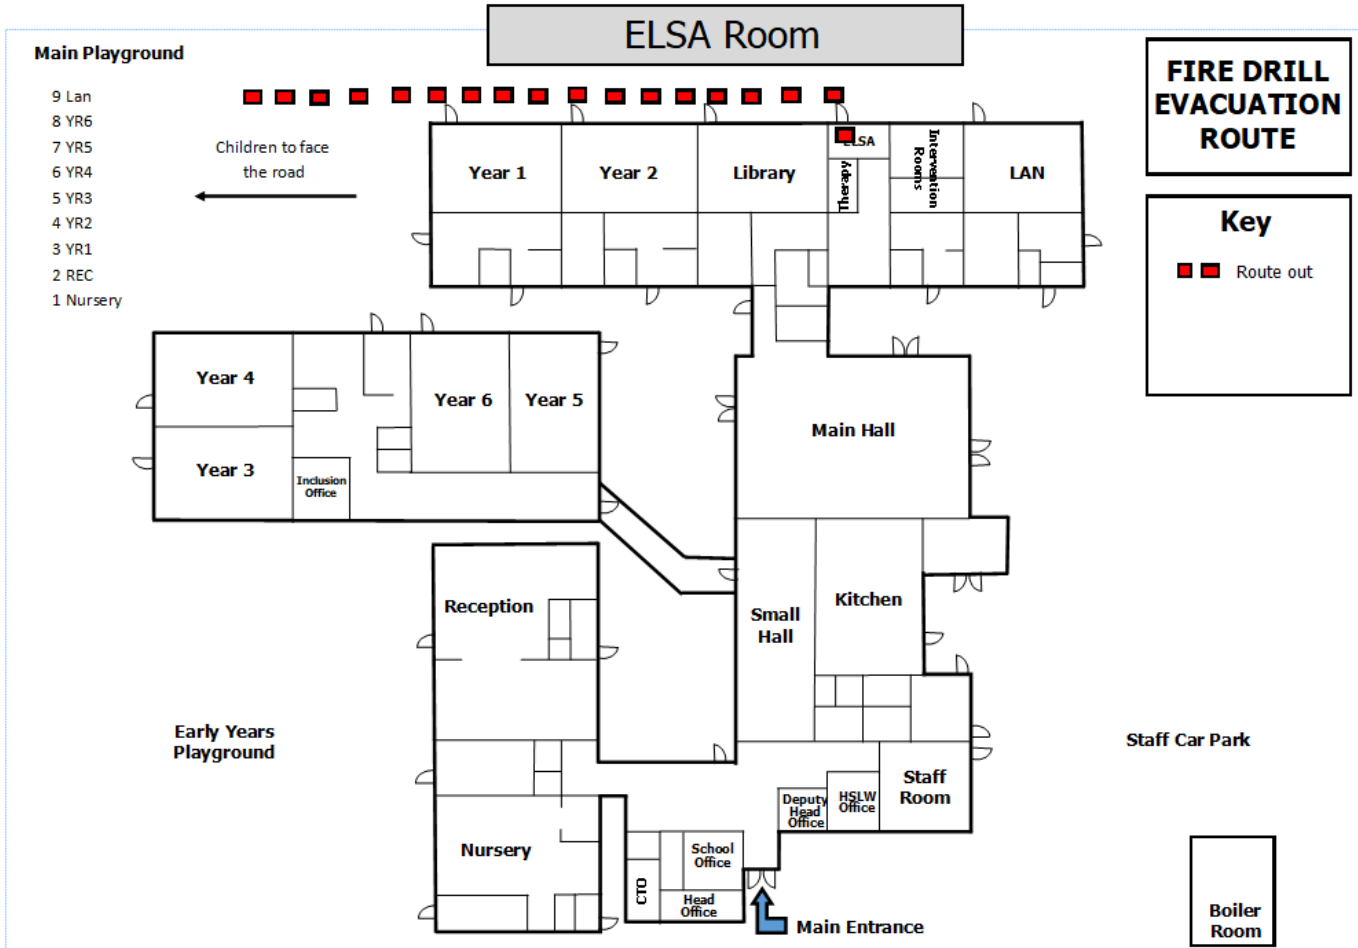 ELSA Room
Main Playground
9 Lan
8 YR6
7 YR5
6 YR4
5 YR3
4 YR2
3 YR1
2 REC
1 Nursery
Children to face
the road
FIRE DRILL
EVACUATION
ROUTE
Key
Route out
Year 1
Year 2
Library
ELSA
Therapy
Intervention
Rooms
LAN
Year 4
Year 6
Year 5
Year 3
Inclusion
Office
Main Hall
Reception
Small
Hall
Kitchen
Early Years
Playground
Staff Car Park
Staff
Room
HSLW
Office
Deputy
Head
Office
Nursery
School
Office
CTO
Head
Office
Main Entrance
Boiler
Room